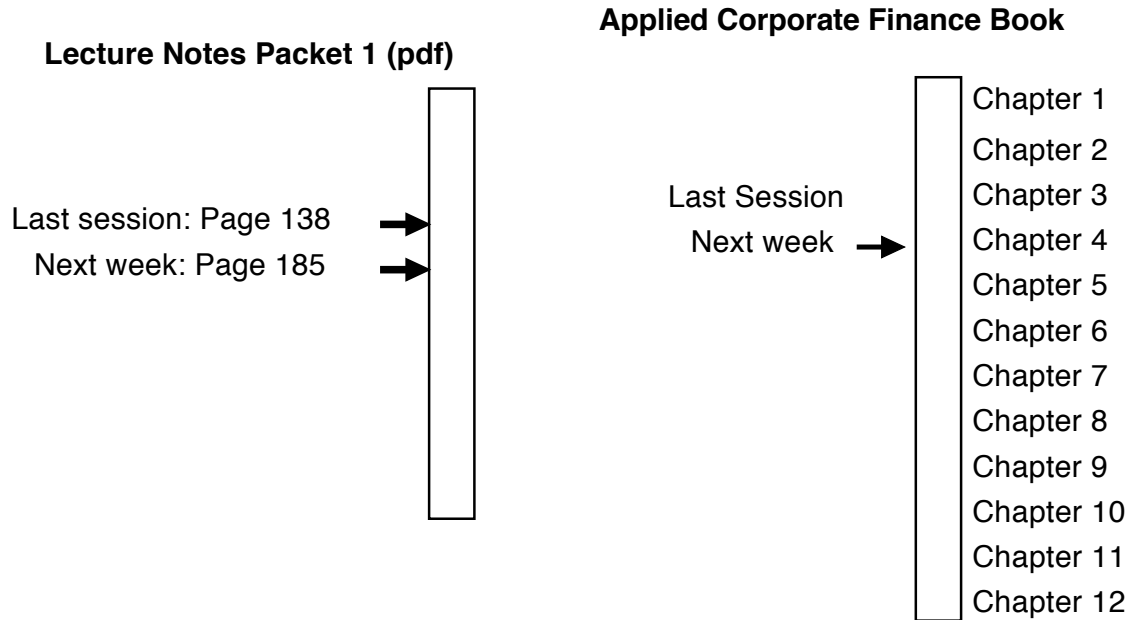 Applied Corporate Finance Book
Lecture Notes Packet 1 (pdf)
Last session: Page 138
Next week: Page 185
Last Session
Next week
Chapter 1
Chapter 2
Chapter 3
Chapter 4
Chapter 5
Chapter 6
Chapter 7
Chapter 8
Chapter 9
Chapter 10
Chapter 11
Chapter 12